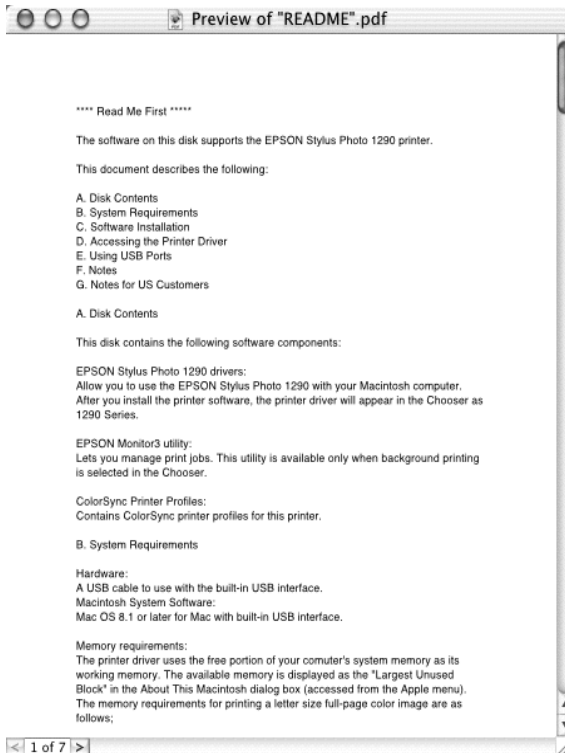 Preview of "README".pdf
**** Read Me First *****
The software on this disk supports the EPSON Stylus Photo 1290 printer.
This document describes the following:
A. Disk Contents
B. System Requirements
C. Software Installation
D. Accessing the Printer Driver
E. Using USB Ports
F. Notes
G. Notes for US Customers
A. Disk Contents
This disk contains the following software components:
EPSON Stylus Photo 1290 drivers:
Allow you to use the EPSON Stylus Photo 1290 with your Macintosh computer.
After you install the printer software, the printer driver will appear in the Chooser as
1290 Series.
EPSON Monitor3 utility:
Lets you manage print jobs. This utility is available only when background printing
is selected in the Chooser.
ColorSync Printer Profiles:
Contains ColorSync printer profiles for this printer.
B. System Requirements
Hardware:
A USB cable to use with the built-in USB interface.
Macintosh System Software:
Mac OS 8.1 or later for Mac with built-in USB interface.
Memory requirements:
The printer driver uses the free portion of your comuter's system memory as its
working memory. The available memory is displayed as the "Largest Unused
Block" in the About This Macintosh dialog box (accessed from the Apple menu).
The memory requirements for printing a letter size full-page color image are as
follows;
< 1 of 7 >